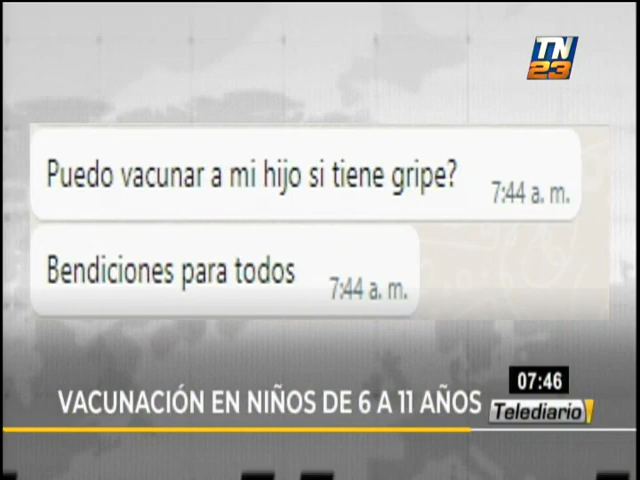 TN
23
Puedo vacunar a mi hijo si tiene gripe?
7:44 a. m.
Bendiciones para todos
7:44 a. m.
07:46
VACUNACIÓN EN NIÑOS DE 6 A 11 AÑOS
Telediario